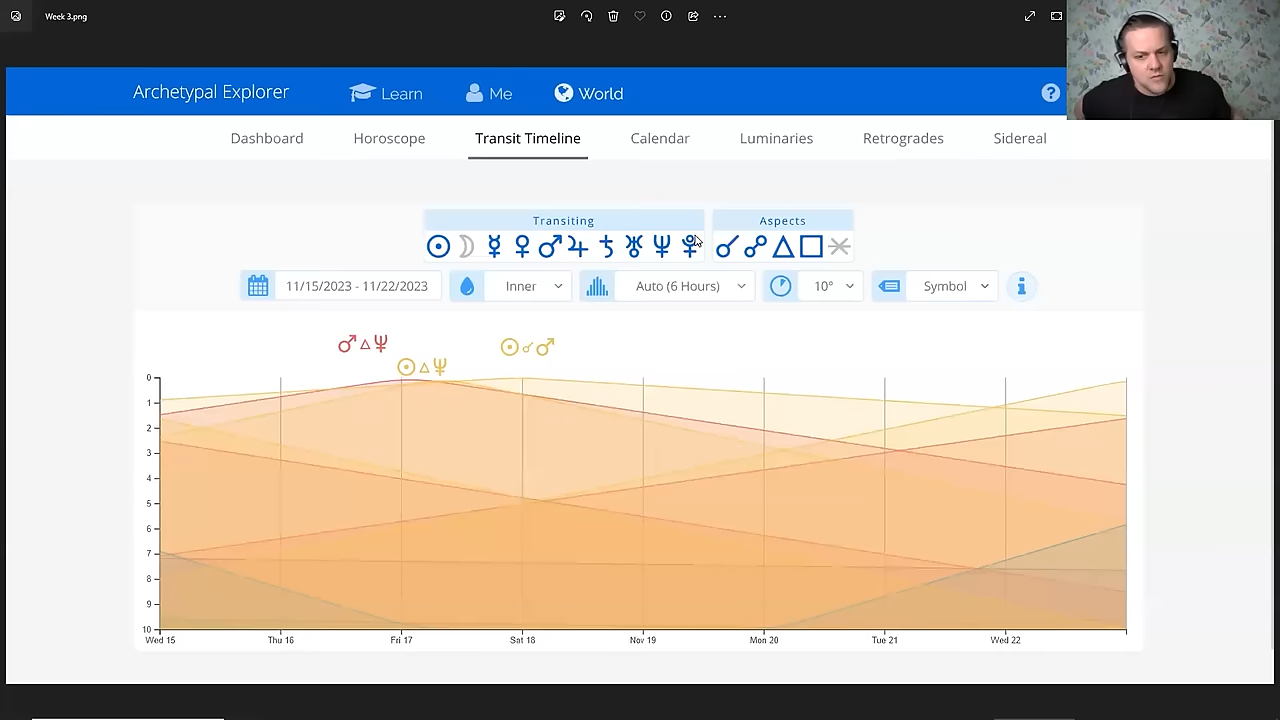 Week 3.png
Archetypal Explorer Learn Me World ?
Dashboard Horoscope Transit Timeline Calendar Luminaries Retrogrades Sidereal
Transiting Aspects
☉ ☽ ☿ ♀ ♂ ♃ ♄ ♅ ♆ ♇ ☌ ☍ △ □ ⚹
11/15/2023 - 11/22/2023 Inner Auto (6 Hours) 10° Symbol i
♂ △ ♆ ☉ ☌ ♂
☉ △ ♆
0
1
2
3
4
5
6
7
8
9
10
Wed 15 Thu 16 Fri 17 Sat 18 Nov 19 Mon 20 Tue 21 Wed 22